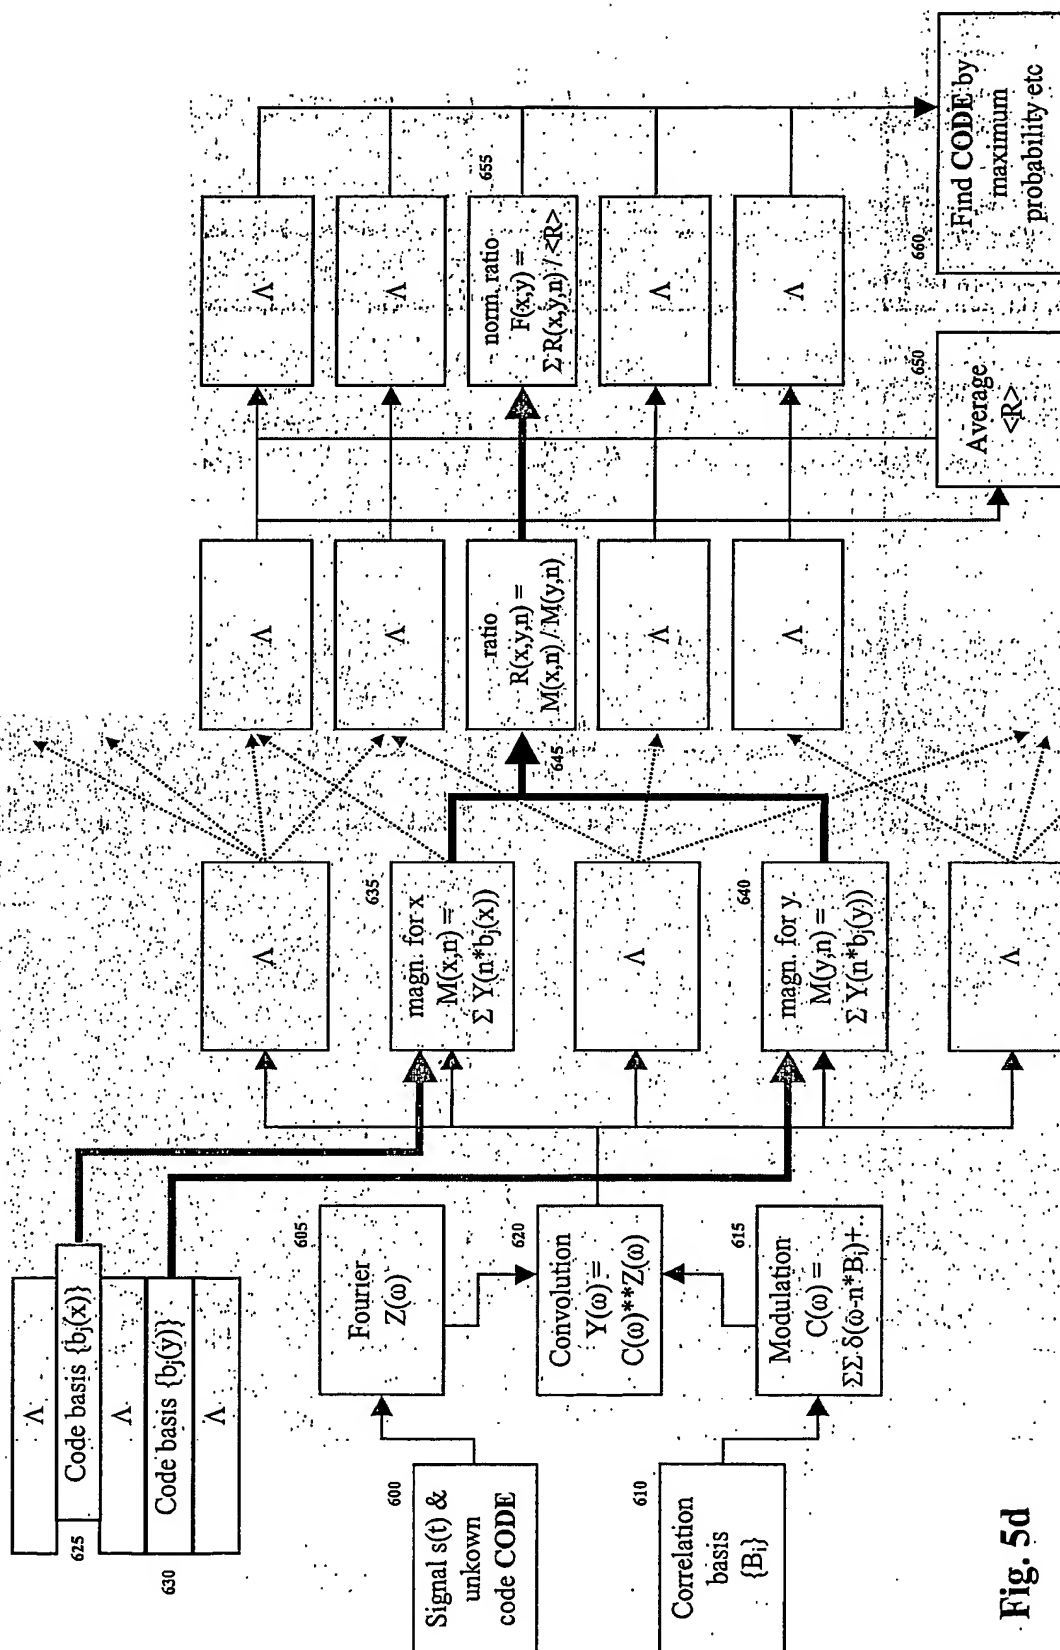 Λ
625
Code basis {bj(x)}
Λ
630
Code basis {bj(y)}
Λ
600
Signal s(t) &
unkown
code CODE
605
Fourier
Z(ω)
610
Correlation
basis
{Bi}
615
Modulation
C(ω) =
ΣΣ δ(ω-n*Bi)+..
620
Convolution
Y(ω) =
C(ω)**Z(ω)
Λ
635
magn. for x
M(x,n) =
Σ Y(n*bj(x))
Λ
640
magn. for y
M(y,n) =
Σ Y(n*bj(y))
Λ
Λ
Λ
645
ratio
R(x,y,n) =
M(x,n) / M(y,n)
Λ
Λ
650
Average
<R>
Λ
Λ
655
norm. ratio
F(x,y) =
Σ R(x,y,n) / <R>
Λ
Λ
660
Find CODE by
maximum
probability etc
Fig. 5d